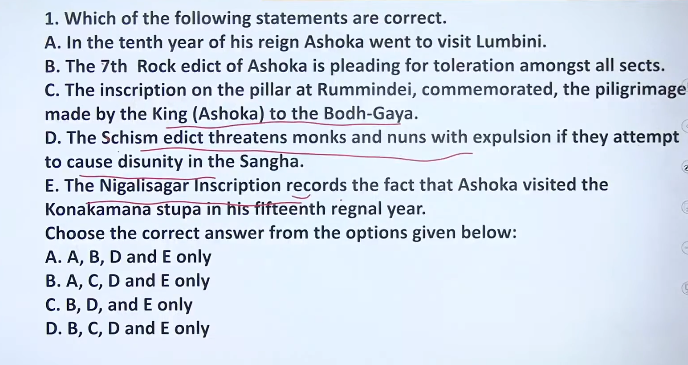 1. Which of the following statements are correct.
A. In the tenth year of his reign Ashoka went to visit Lumbini.
B. The 7th Rock edict of Ashoka is pleading for toleration amongst all sects.
C. The inscription on the pillar at Rummindei, commemorated, the piligrimage
made by the King (Ashoka) to the Bodh-Gaya.
D. The Schism edict threatens monks and nuns with expulsion if they attempt
to cause disunity in the Sangha.
E. The Nigalisagar Inscription records the fact that Ashoka visited the
Konakamana stupa in his fifteenth regnal year.
Choose the correct answer from the options given below:
A. A, B, D and E only
B. A, C, D and E only
C. B, D, and E only
D. B, C, D and E only